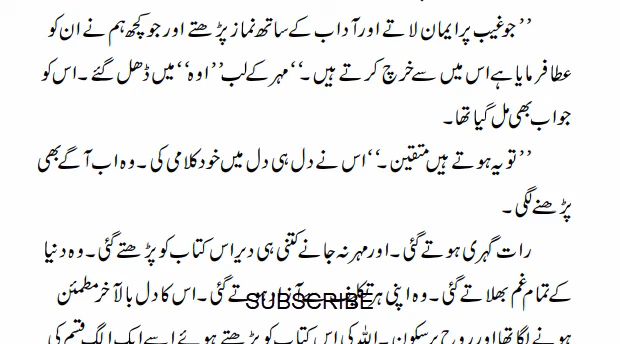 ’’جو غیب پر ایمان لاتے اور آداب کے ساتھ نماز پڑھتے اور جو کچھ ہم نے ان کو
عطا فرمایا ہے اس میں سے خرچ کرتے ہیں۔‘‘ مہر کے لب ’’اوہ‘‘ میں ڈھل گئے۔ اس کو
جواب بھی مل گیا تھا۔
’’تو یہ ہوتے ہیں متقین۔‘‘ اس نے دل ہی دل میں خود کلامی کی۔ وہ اب آگے بھی
پڑھنے لگی۔
رات گہری ہوتے گئی۔ اور مہر نہ جانے کتنی ہی دیر اس کتاب کو پڑھتے گئی۔ وہ دنیا
کے تمام غم بھلاتے گئی۔ وہ اپنی ہر ہوتے گئی۔ اس کا دل بالآخر مطمئن
SUBSCRIBE
ہونے لگا تھا اور روح پر سکون۔ اللہ کی اس کتاب کو پڑھتے ہوئے اسے ایک الگ قسم کی